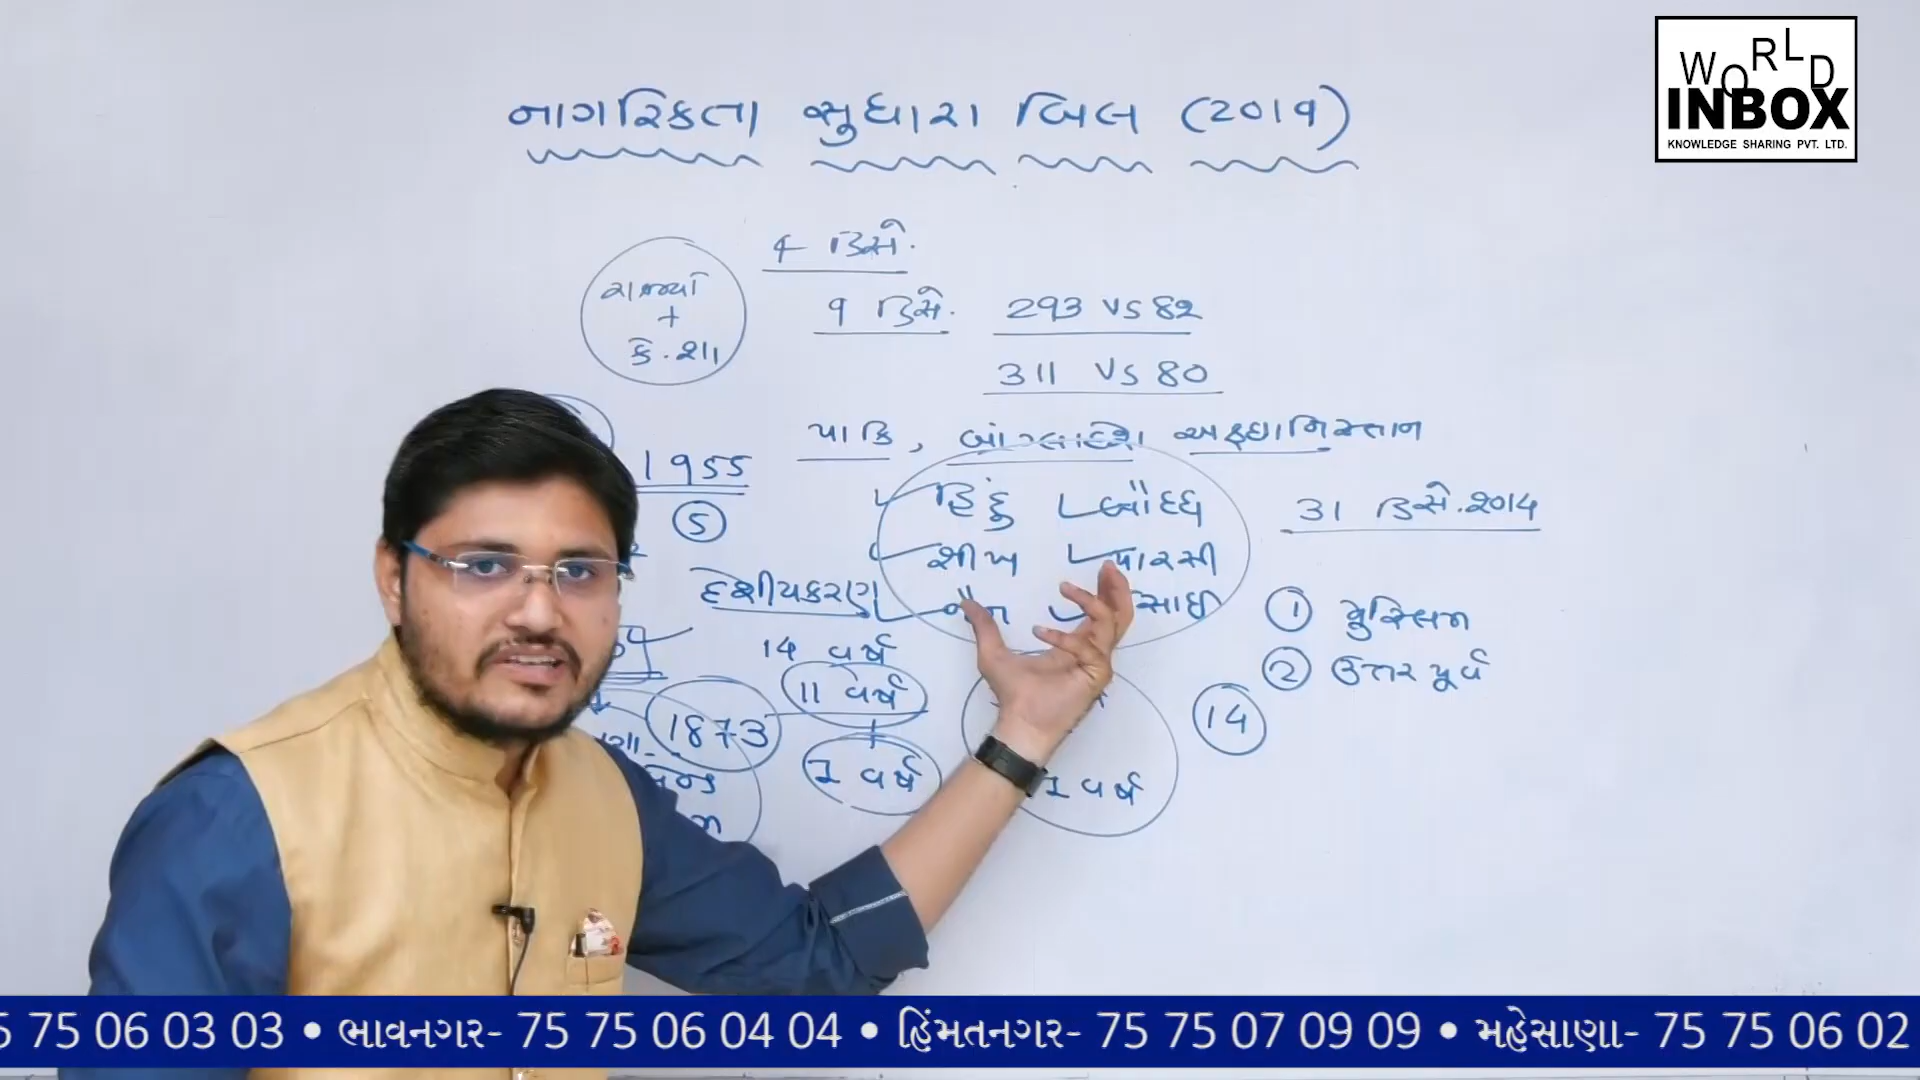 WORLD
INBOX
KNOWLEDGE SHARING PVT. LTD.
નાગરિકતા સુધારા બિલ (2019)
4 ડિસે.
રાજ્યો
+
કે.શા
9 ડિસે. 293 VS 82
311 VS 80
પાકિ, બાંગ્લાદેશ અફઘાનિસ્તાન
1955
5
હિંદુ બૌદ્ધ
શીખ પારસી
જૈન
31 ડિસે.2014
દેશીયકરણ
14 વર્ષ
11 વર્ષ
+
1 વર્ષ
1873
1 વર્ષ
14
1 મુસ્લિમ
2 ઉત્તર પૂર્વ
75 06 03 03 • ભાવનગર- 75 75 06 04 04 • હિંમતનગર- 75 75 07 09 09 • મહેસાણા- 75 75 06 02